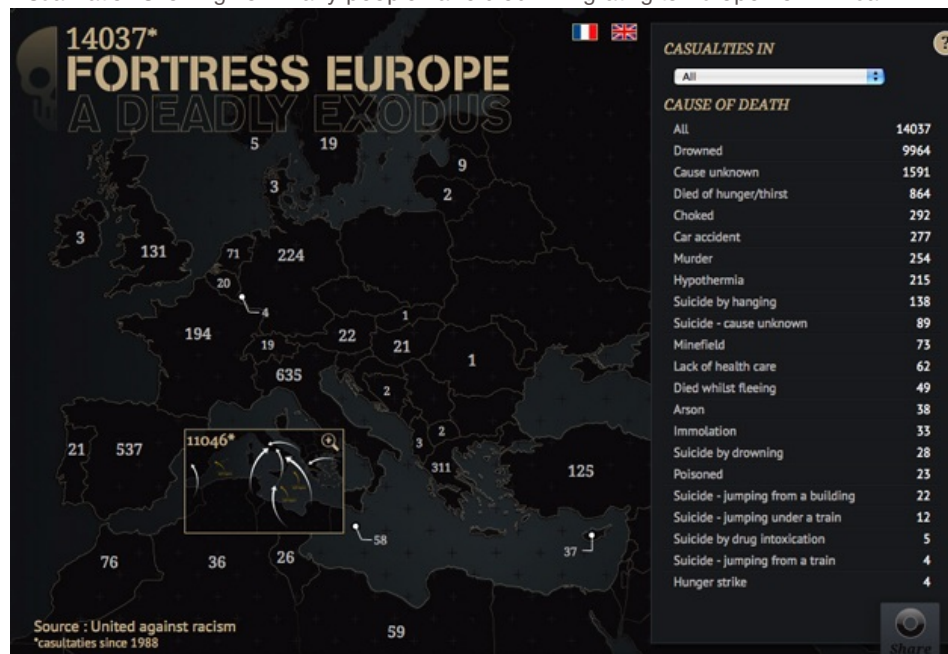 14037*
FORTRESS EUROPE
A DEADLY EXODUS
5
19
9
3
2
3
131
71
224
20
4
1
194
19
22
21
1
635
2
2
3
21
537
11046*
311
125
58
37
76
36
26
59
Source : United against racism
*casultaties since 1988
CASUALTIES IN
?
All
CAUSE OF DEATH
All 14037
Drowned 9964
Cause unknown 1591
Died of hunger/thirst 864
Choked 292
Car accident 277
Murder 254
Hypothermia 215
Suicide by hanging 138
Suicide - cause unknown 89
Minefield 73
Lack of health care 62
Died whilst fleeing 49
Arson 38
Immolation 33
Suicide by drowning 28
Poisoned 23
Suicide - jumping from a building 22
Suicide - jumping under a train 12
Suicide by drug intoxication 5
Suicide - jumping from a train 4
Hunger strike 4
Share